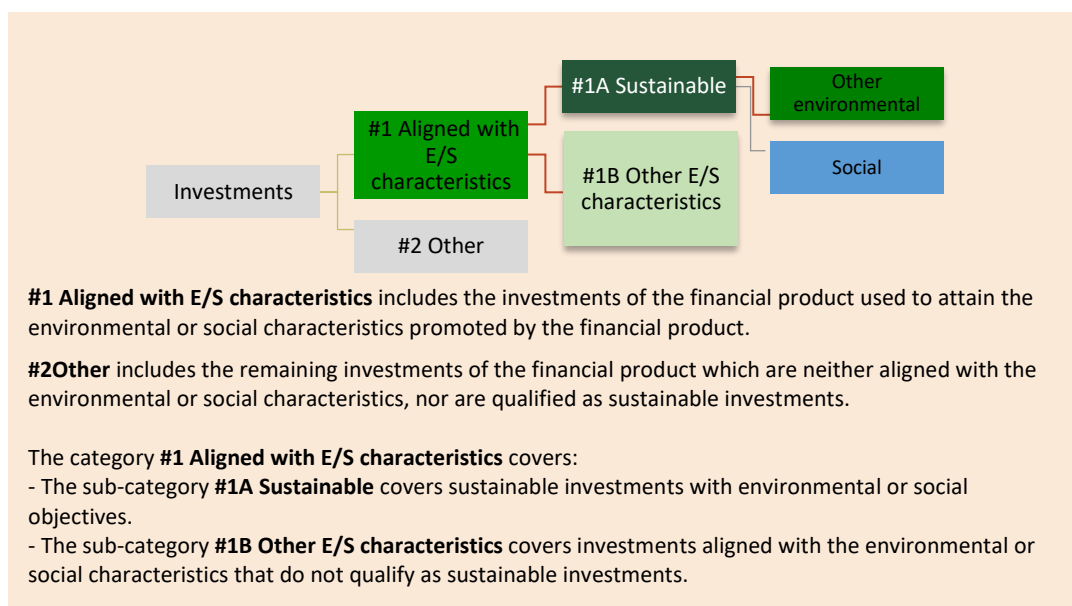 Investments
#1 Aligned with
E/S
characteristics
#2 Other
#1A Sustainable
#1B Other E/S
characteristics
Other
environmental
Social
#1 Aligned with E/S characteristics includes the investments of the financial product used to attain the
environmental or social characteristics promoted by the financial product.
#2Other includes the remaining investments of the financial product which are neither aligned with the
environmental or social characteristics, nor are qualified as sustainable investments.
The category #1 Aligned with E/S characteristics covers:
- The sub-category #1A Sustainable covers sustainable investments with environmental or social
objectives.
- The sub-category #1B Other E/S characteristics covers investments aligned with the environmental or
social characteristics that do not qualify as sustainable investments.